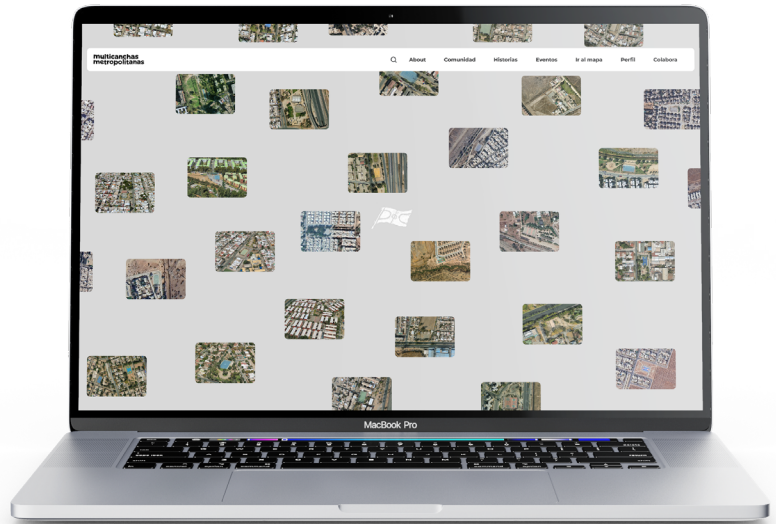 multicanchas
metropolitanas
About Comunidad Historias Eventos Ir al mapa Perfil Colabora
MacBook Pro